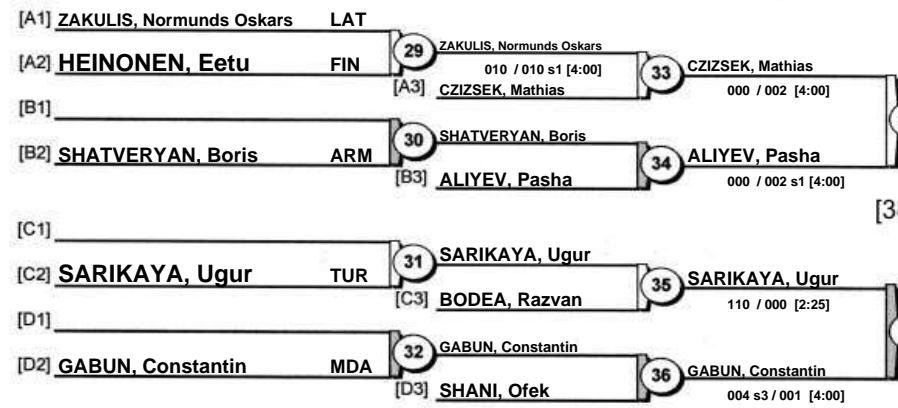 [A1] ZAKULIS, Normunds Oskars LAT
29
ZAKULIS, Normunds Oskars
[A2] HEINONEN, Eetu FIN
010 / 010 s1 [4:00]
33
CZIZSEK, Mathias
[A3] CZIZSEK, Mathias
000 / 002 [4:00]
[B1]
30
SHATVERYAN, Boris
[B2] SHATVERYAN, Boris ARM
34
ALIYEV, Pasha
[B3] ALIYEV, Pasha
000 / 002 s1 [4:00]
[C1]
31
SARIKAYA, Ugur
[C2] SARIKAYA, Ugur TUR
35
SARIKAYA, Ugur
[C3] BODEA, Razvan
110 / 000 [2:25]
[D1]
32
GABUN, Constantin
[D2] GABUN, Constantin MDA
36
GABUN, Constantin
[D3] SHANI, Ofek
004 s3 / 001 [4:00]